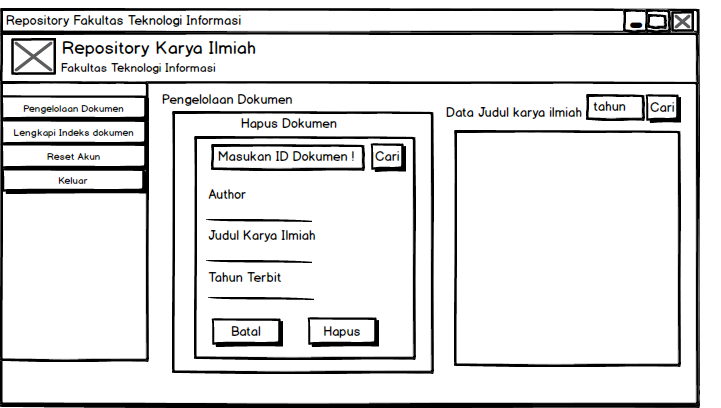 Repository Fakultas Teknologi Informasi
Repository Karya Ilmiah
Fakultas Teknologi Informasi
Pengelolaan Dokumen
Lengkapi Indeks dokumen
Reset Akun
Keluar
Pengelolaan Dokumen
Hapus Dokumen
Masukan ID Dokumen !
Cari
Author
Judul Karya Ilmiah
Tahun Terbit
Batal
Hapus
Data Judul karya ilmiah
tahun
Cari